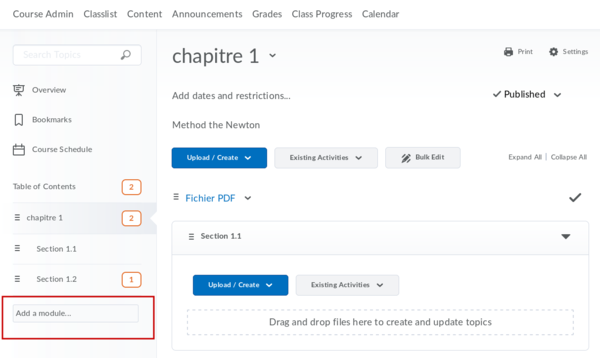 Course Admin Classlist Content Announcements Grades Class Progress Calendar
Search Topics
Overview
Bookmarks
Course Schedule
Table of Contents 2
chapitre 1 2
Section 1.1
Section 1.2 1
Add a module...
chapitre 1
Print Settings
Add dates and restrictions...
Published
Method the Newton
Upload / Create Existing Activities Bulk Edit Expand All | Collapse All
Fichier PDF
Section 1.1
Upload / Create Existing Activities
Drag and drop files here to create and update topics